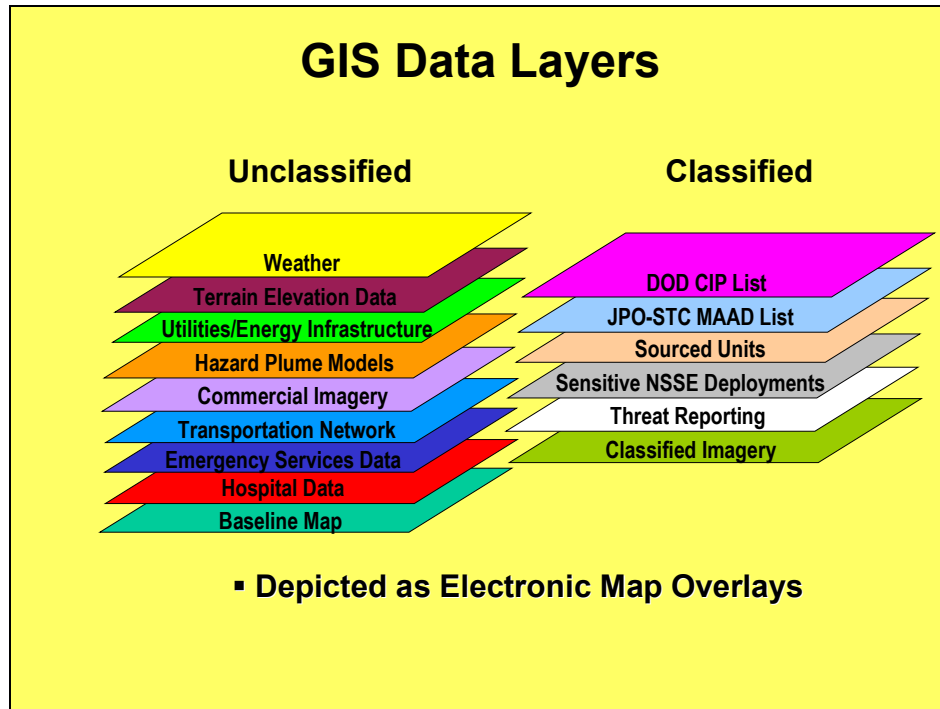 GIS Data Layers
Unclassified
Weather
Terrain Elevation Data
Utilities/Energy Infrastructure
Hazard Plume Models
Commercial Imagery
Transportation Network
Emergency Services Data
Hospital Data
Baseline Map
Classified
DOD CIP List
JPO-STC MAAD List
Sourced Units
Sensitive NSSE Deployments
Threat Reporting
Classified Imagery
▪ Depicted as Electronic Map Overlays